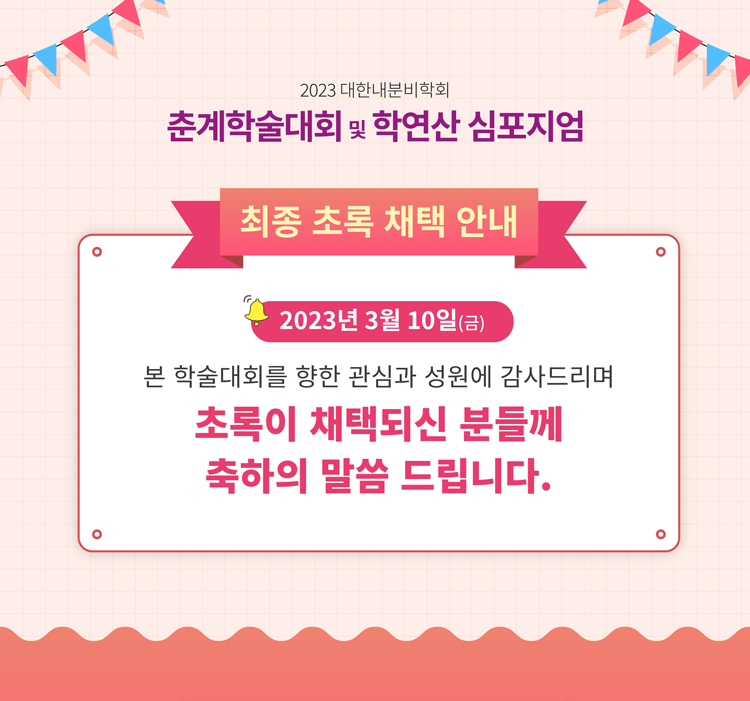 2023 대한내분비학회
춘계학술대회 및 학연산 심포지엄
최종 초록 채택 안내
2023년 3월 10일(금)
본 학술대회를 향한 관심과 성원에 감사드리며
초록이 채택되신 분들께
축하의 말씀 드립니다.